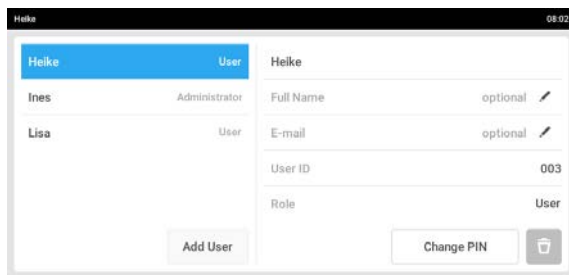 Heike 08:02
Heike User
Ines Administrator
Lisa User
Add User
Heike
Full Name optional
E-mail optional
User ID 003
Role User
Change PIN